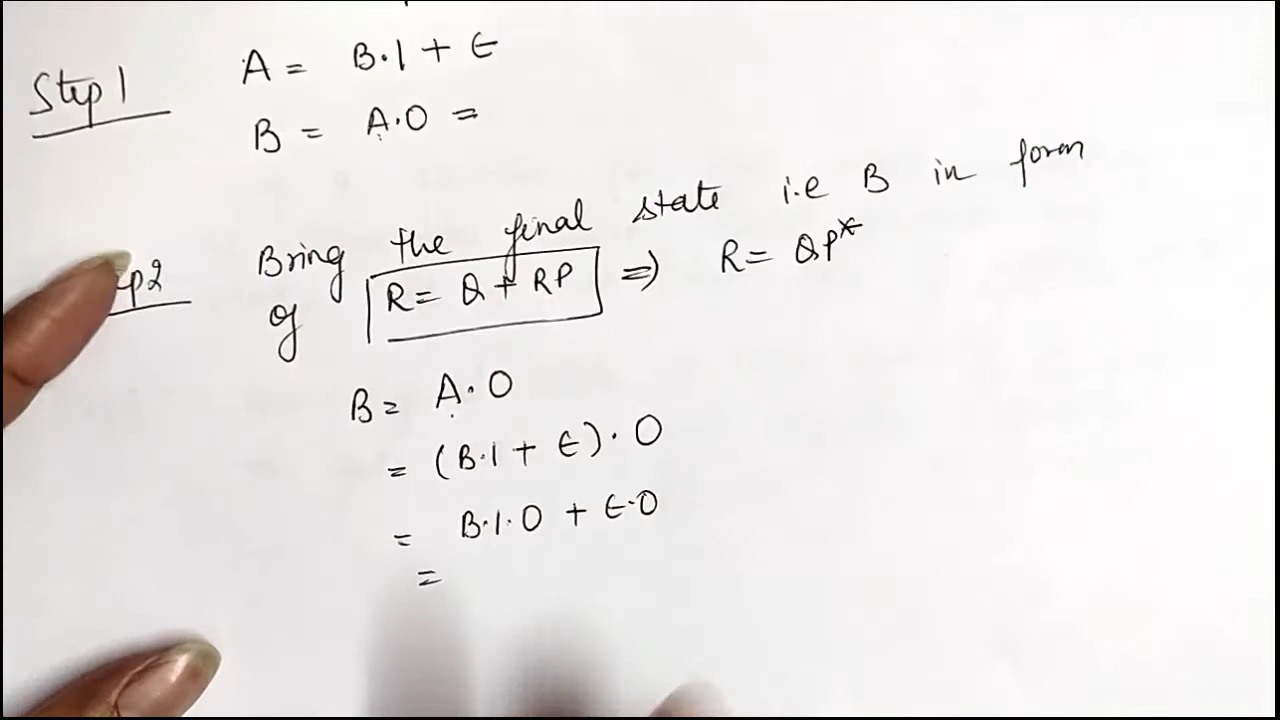 Step 1 A = B.1 + ε
B = A.0 =
p2 Bring the final state i.e B in form
of R = Q + RP ⇒ R = QP*
B = A.0
= (B.1 + ε).0
= B.1.0 + ε.0
=